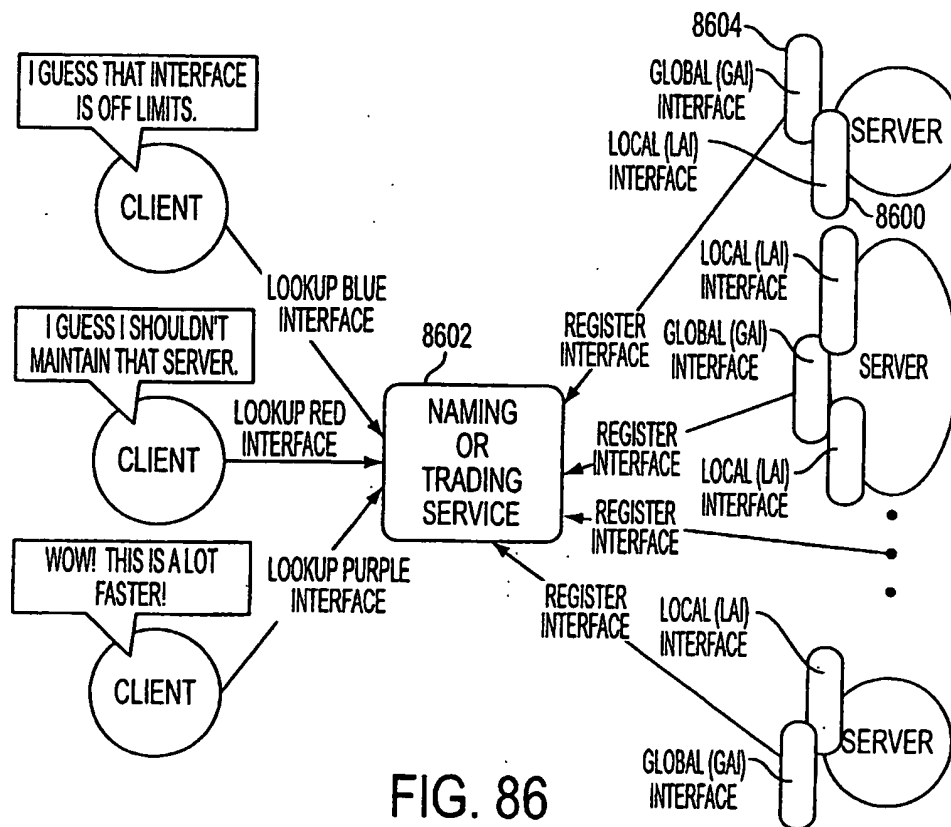 I GUESS THAT INTERFACE
IS OFF LIMITS.
CLIENT
LOOKUP BLUE
INTERFACE
I GUESS I SHOULDN'T
MAINTAIN THAT SERVER.
CLIENT
LOOKUP RED
INTERFACE
WOW! THIS IS A LOT
FASTER!
CLIENT
LOOKUP PURPLE
INTERFACE
8602
NAMING
OR
TRADING
SERVICE
8604
GLOBAL (GAI)
INTERFACE
SERVER
LOCAL (LAI)
INTERFACE
8600
REGISTER
INTERFACE
LOCAL (LAI)
INTERFACE
GLOBAL (GAI)
INTERFACE
SERVER
REGISTER
INTERFACE
LOCAL (LAI)
INTERFACE
REGISTER
INTERFACE
REGISTER
INTERFACE
LOCAL (LAI)
INTERFACE
SERVER
GLOBAL (GAI)
INTERFACE
FIG. 86